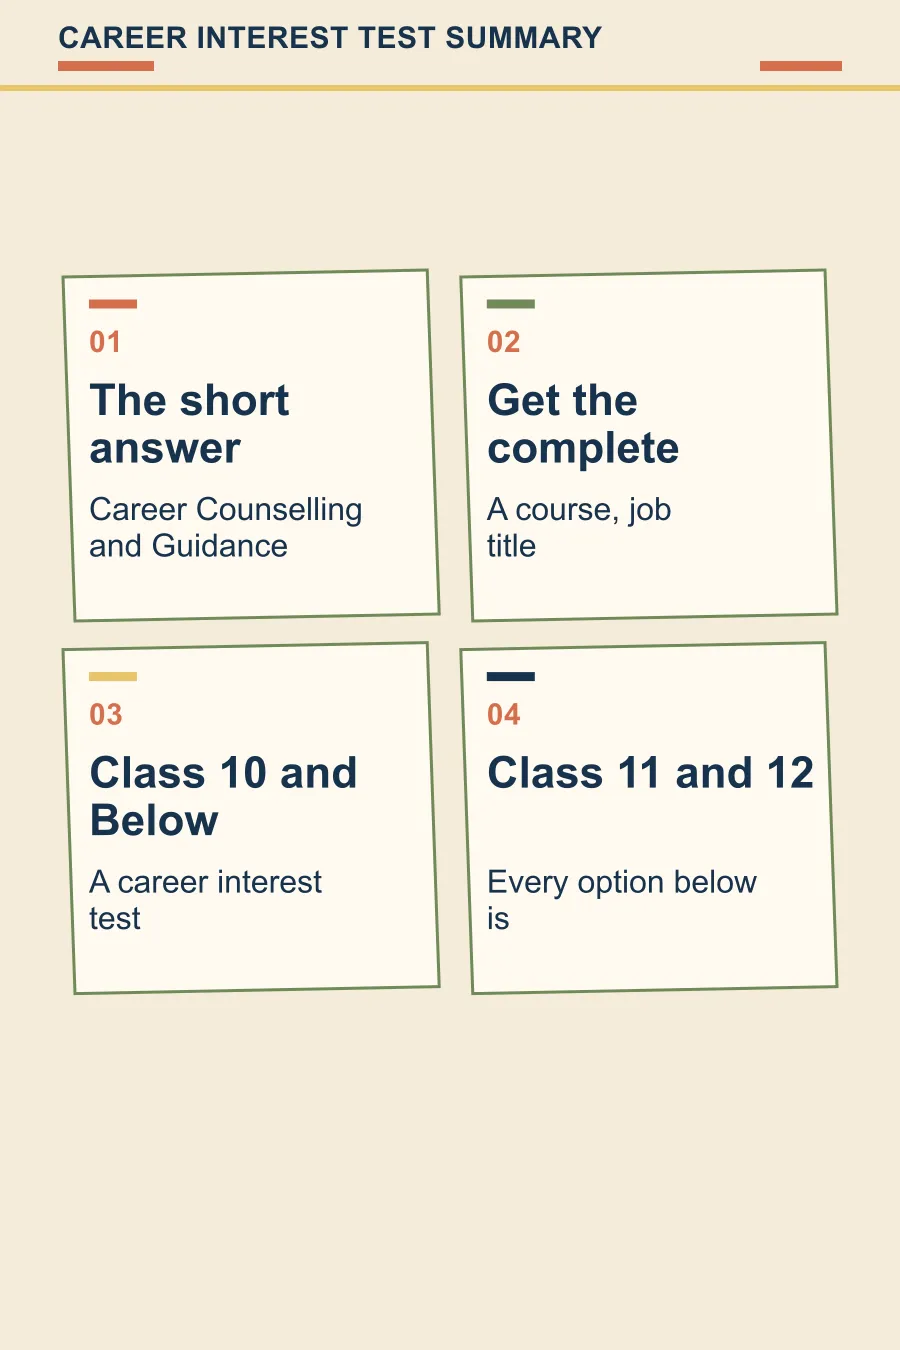 CAREER INTEREST TEST SUMMARY
01
The short
answer
Career Counselling
and Guidance
02
Get the
complete
A course, job
title
03
Class 10 and
Below
A career interest
test
04
Class 11 and 12
Every option below
is